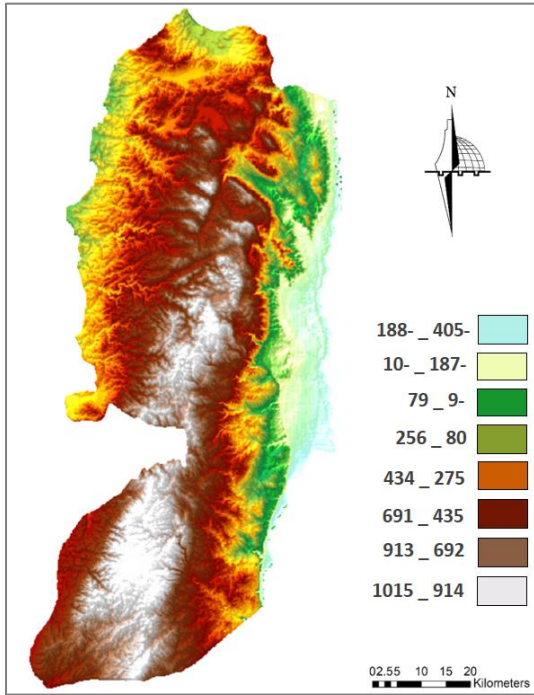 N
188- _ 405-
10- _ 187-
79 _ 9-
256 _ 80
434 _ 275
691 _ 435
913 _ 692
1015 _ 914
02.55 10 15 20
Kilometers